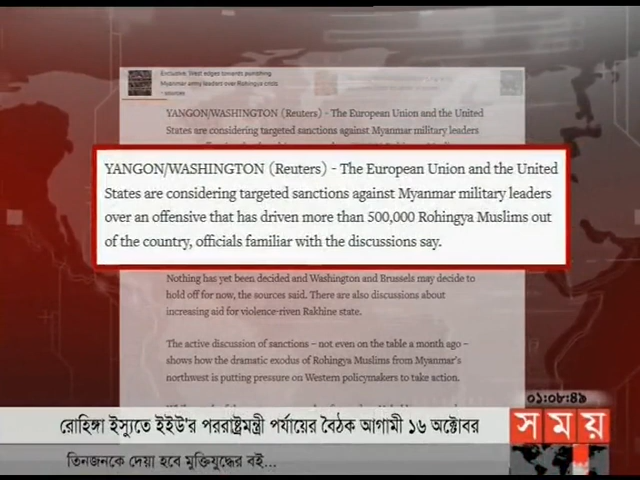 Exclusive: West edges towards punishing
Myanmar army leaders over Rohingya crisis
- sources
YANGON/WASHINGTON (Reuters) - The European Union and the United
States are considering targeted sanctions against Myanmar military leaders
YANGON/WASHINGTON (Reuters) - The European Union and the United
States are considering targeted sanctions against Myanmar military leaders
over an offensive that has driven more than 500,000 Rohingya Muslims out
of the country, officials familiar with the discussions say.
Nothing has yet been decided and Washington and Brussels may decide to
hold off for now, the sources said. There are also discussions about
increasing aid for violence-riven Rakhine state.
The active discussion of sanctions – not even on the table a month ago –
shows how the dramatic exodus of Rohingya Muslims from Myanmar's
northwest is putting pressure on Western policymakers to take action.
০১:০৮:৪৯
রোহিঙ্গা ইস্যুতে ইইউ'র পররাষ্ট্রমন্ত্রী পর্যায়ের বৈঠক আগামী ১৬ অক্টোবর
সময়
তিনজনকে দেয়া হবে মুক্তিযুদ্ধের বই...